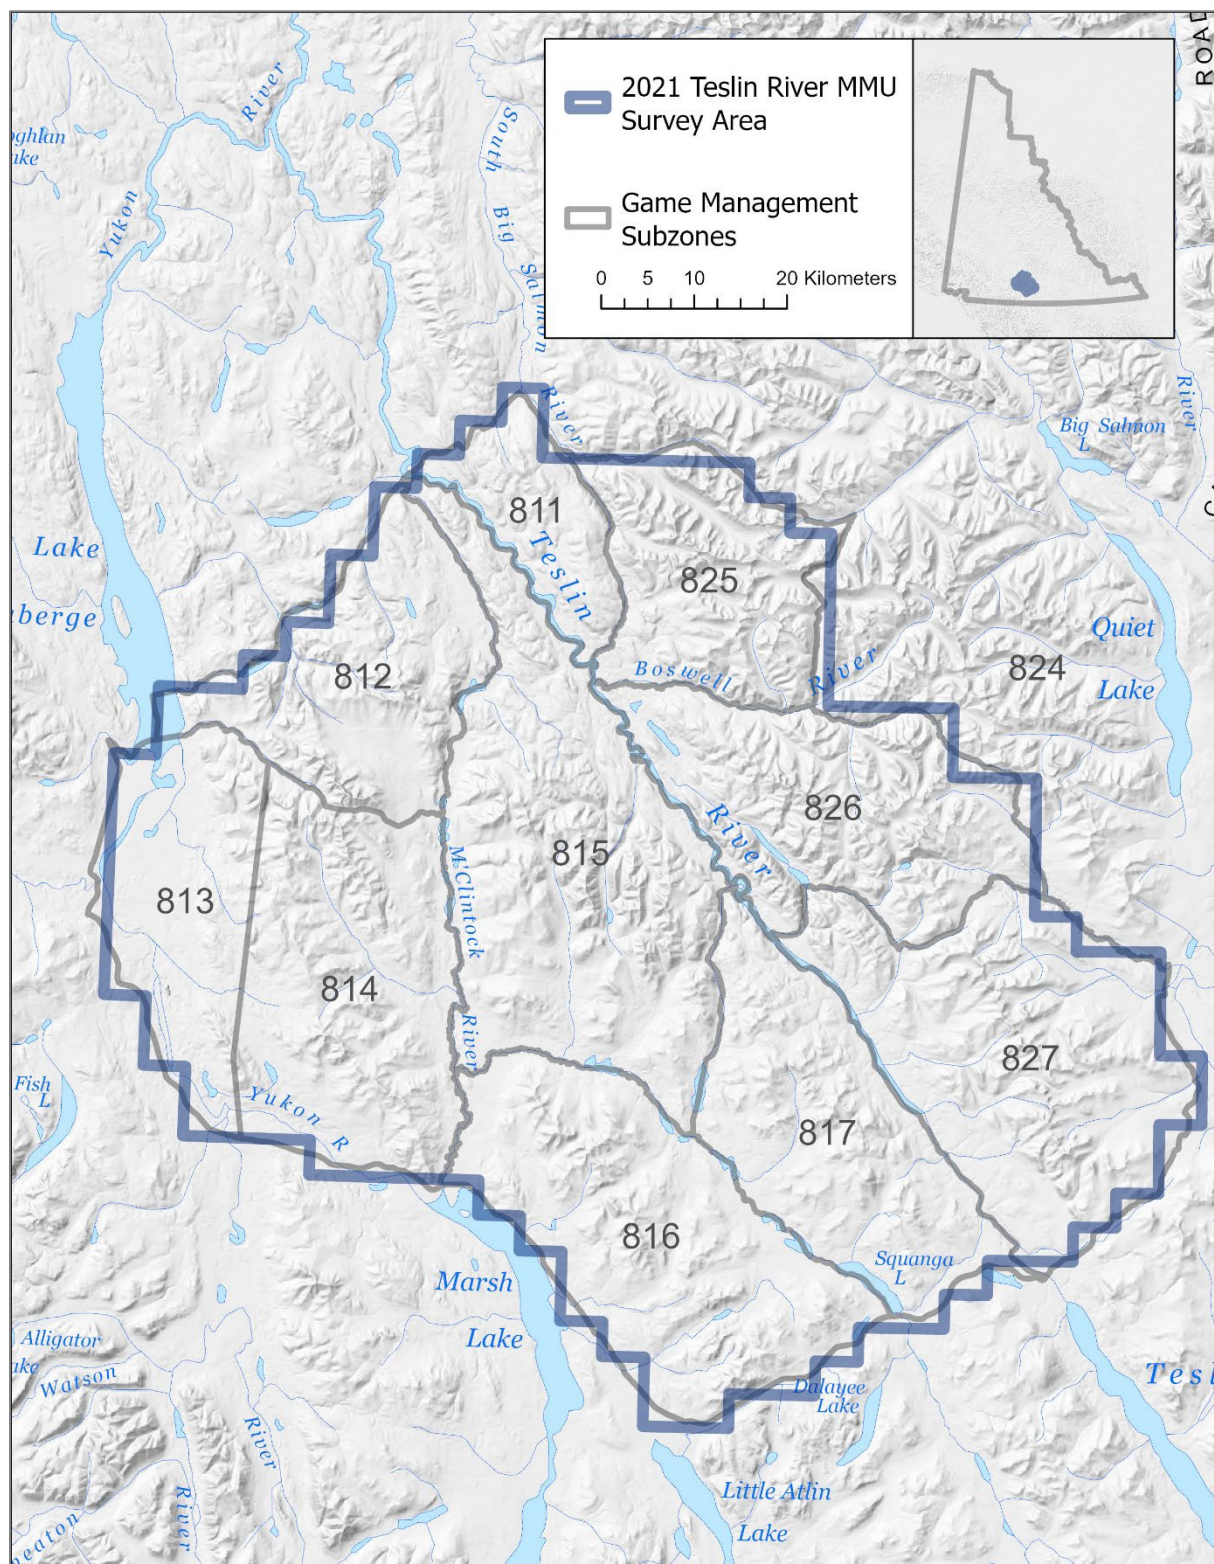 2021 Teslin River MMU
Survey Area
Game Management
Subzones
0 5 10 20 Kilometers
ROAD
River
Yukon
South Big Salmon River
Big Salmon
L
River
Lake
811
Teslin
825
Quiet
Lake
824
Boswell River
812
River
826
815
813
M'Clintock
River
814
827
Fish
L
Yukon R
817
816
Squanga
L
Marsh
Lake
Alligator
Watson
River
River
Dalayee
Lake
Little Atlin
Lake